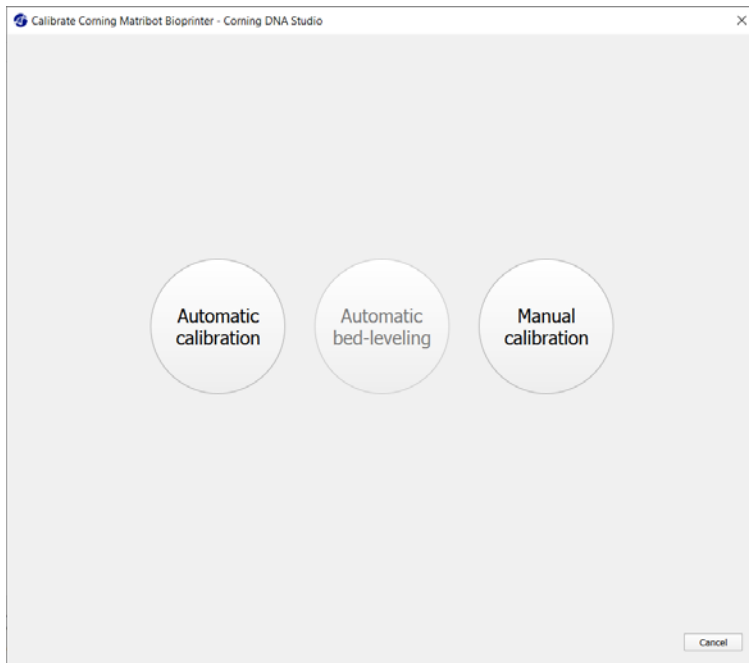 Calibrate Corning Matribot Bioprinter - Corning DNA Studio
Automatic
calibration
Automatic
bed-leveling
Manual
calibration
Cancel